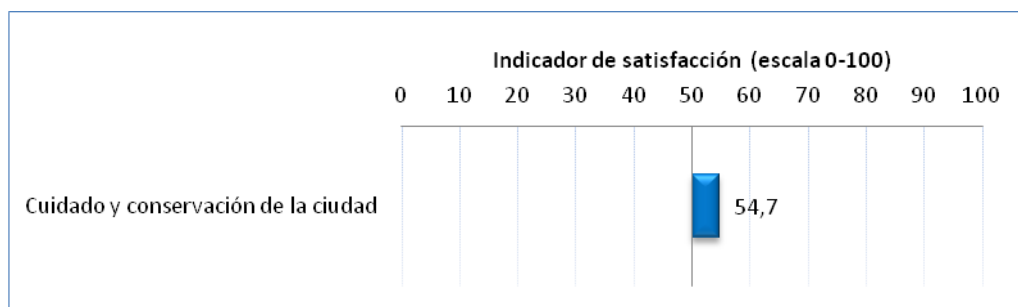 Indicador de satisfacción (escala 0-100)
0 10 20 30 40 50 60 70 80 90 100
Cuidado y conservación de la ciudad 54,7